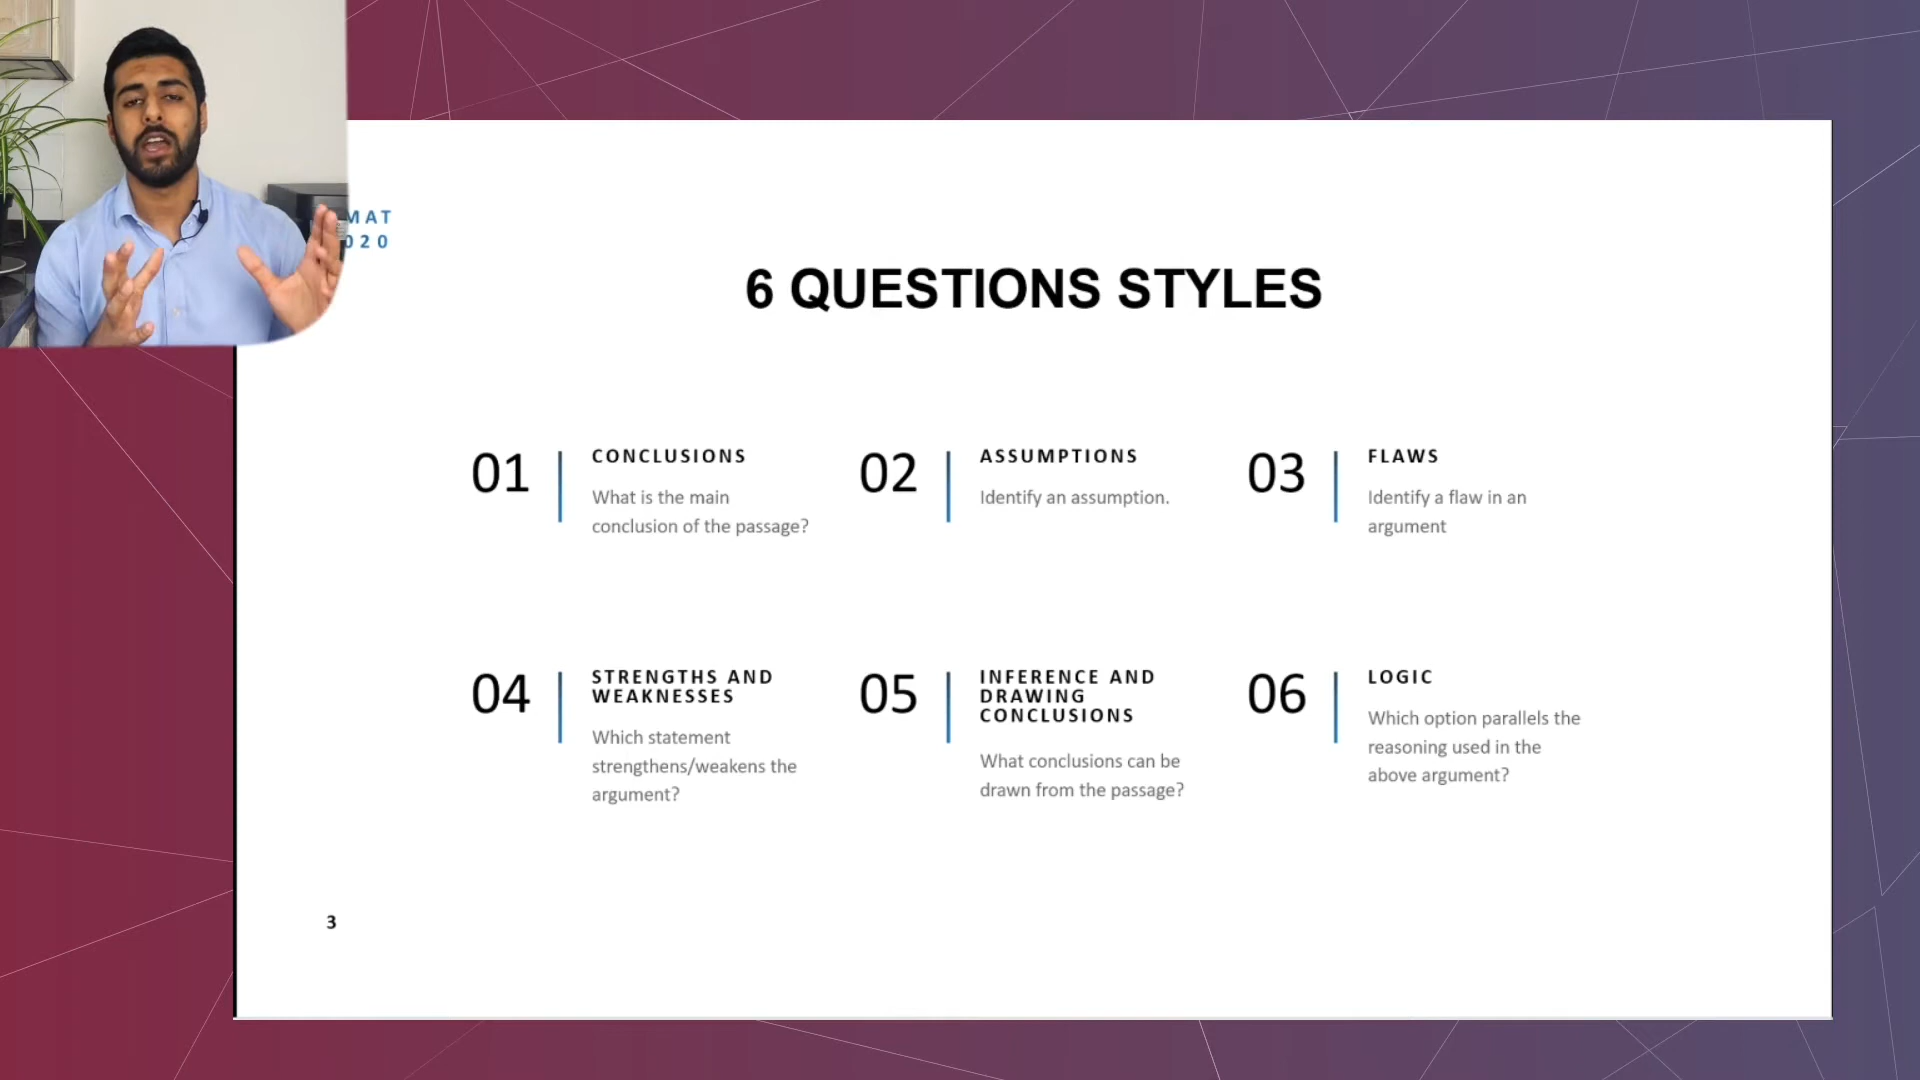 MAT
020
6 QUESTIONS STYLES
01
CONCLUSIONS
What is the main
conclusion of the passage?
02
ASSUMPTIONS
Identify an assumption.
03
FLAWS
Identify a flaw in an
argument
04
STRENGTHS AND
WEAKNESSES
Which statement
strengthens/weakens the
argument?
05
INFERENCE AND
DRAWING
CONCLUSIONS
What conclusions can be
drawn from the passage?
06
LOGIC
Which option parallels the
reasoning used in the
above argument?
3